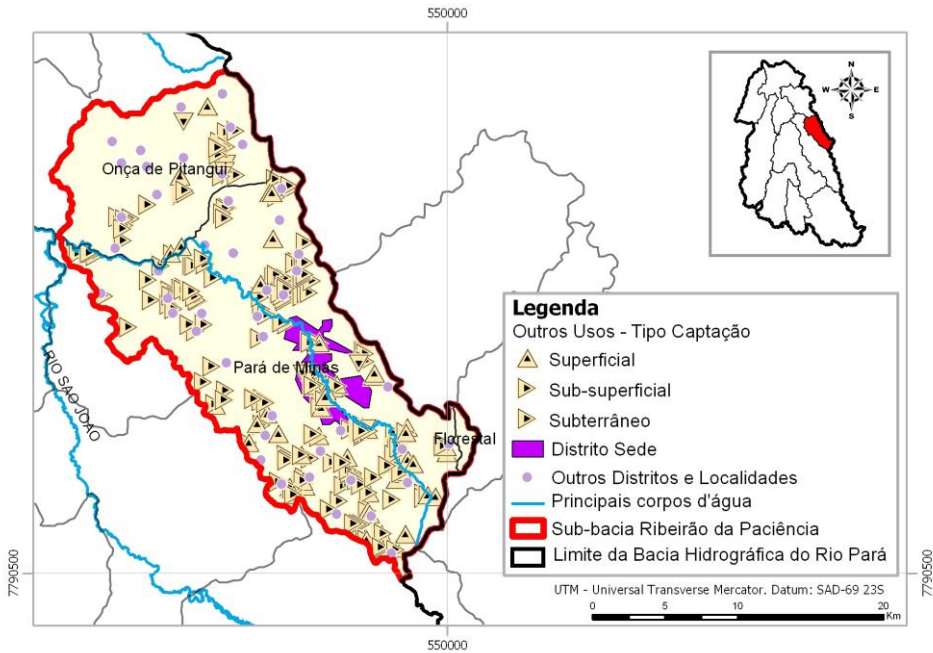 550000
N
W E
S
Onça de Pitangui
Pará de Minas
Florestal
RIO SÃO JOÃO
Legenda
Outros Usos - Tipo Captação
Superficial
Sub-superficial
Subterrâneo
Distrito Sede
Outros Distritos e Localidades
Principais corpos d'água
Sub-bacia Ribeirão da Paciência
Limite da Bacia Hidrográfica do Rio Pará
7790500
7790500
UTM - Universal Transverse Mercator. Datum: SAD-69 23S
0 5 10 20
Km
550000